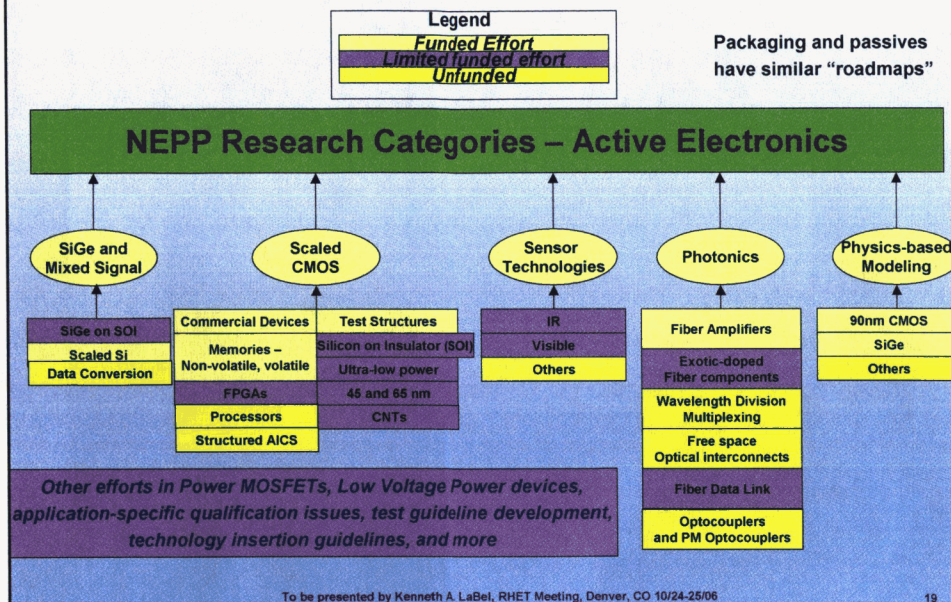 Legend
Funded Effort
Limited funded effort
Unfunded
Packaging and passives
have similar “roadmaps”
NEPP Research Categories – Active Electronics
SiGe and
Mixed Signal
Scaled
CMOS
Sensor
Technologies
Photonics
Physics-based
Modeling
SiGe on SOI
Scaled Si
Data Conversion
Commercial Devices
Memories –
Non-volatile, volatile
FPGAs
Processors
Structured AICS
Test Structures
Silicon on Insulator (SOI)
Ultra-low power
45 and 65 nm
CNTs
IR
Visible
Others
Fiber Amplifiers
Exotic-doped
Fiber components
Wavelength Division
Multiplexing
Free space
Optical interconnects
Fiber Data Link
Optocouplers
and PM Optocouplers
90nm CMOS
SiGe
Others
Other efforts in Power MOSFETs, Low Voltage Power devices,
application-specific qualification issues, test guideline development,
technology insertion guidelines, and more
To be presented by Kenneth A. LaBel, RHET Meeting, Denver, CO 10/24-25/06
19